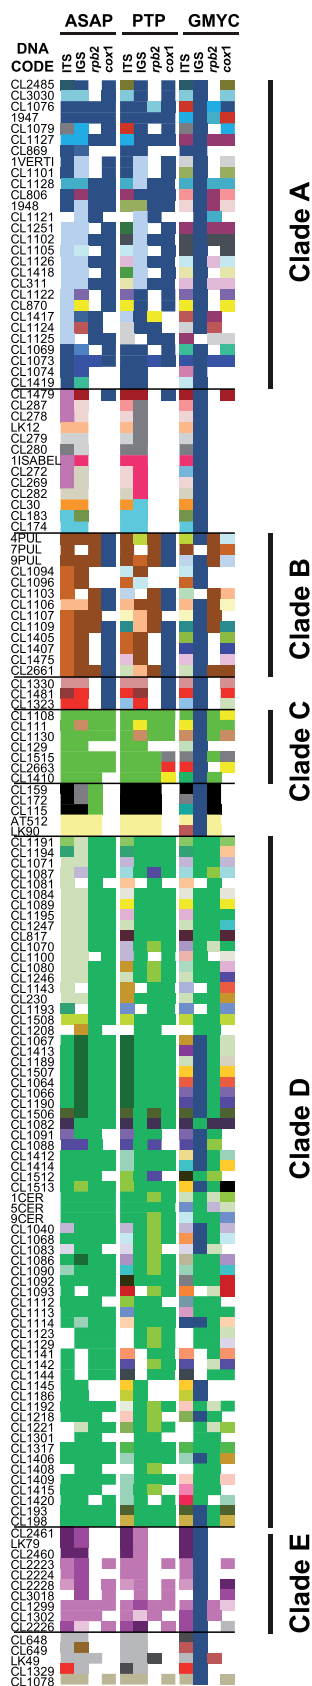 ASAP PTP GMYC
DNA CODE ITS IGS rpb2 cox1 ITS IGS rpb2 cox1 ITS IGS rpb2 cox1
CL2485
CL3030
CL1076
1947
CL1079
CL1127
CL869
1VERTI
CL1101
CL1128
CL806
1948
CL1121
CL1251
CL1102
CL1105
CL1126
CL1418
CL311
CL1122
CL870
CL1417
CL1124
CL1125
CL1069
CL1073
CL1074
CL1419
Clade A
CL1479
CL287
CL278
LK12
CL279
CL280
1ISABEL
CL272
CL269
CL282
CL30
CL183
CL174
4PUL
7PUL
9PUL
CL1094
CL1096
CL1103
CL1106
CL1107
CL1109
CL1405
CL1407
CL1475
CL2661
Clade B
CL1330
CL1481
CL1323
CL1108
CL111
CL1130
CL129
CL1515
CL2663
CL1410
Clade C
CL159
CL172
CL115
AT512
LK90
CL1191
CL1194
CL1071
CL1087
CL1081
CL1084
CL1089
CL1195
CL1247
CL817
CL1070
CL1100
CL1080
CL1246
CL1143
CL230
CL1193
CL1508
CL1208
CL1067
CL1413
CL1189
CL1507
CL1064
CL1066
CL1190
CL1506
CL1082
CL1091
CL1088
CL1412
CL1414
CL1512
CL1513
1CER
5CER
9CER
CL1040
CL1068
CL1083
CL1086
CL1090
CL1092
CL1093
CL1112
CL1113
CL1114
CL1123
CL1129
CL1141
CL1142
CL1144
CL1145
CL1186
CL1192
CL1218
CL1221
CL1301
CL1317
CL1406
CL1408
CL1409
CL1415
CL1420
CL193
CL198
Clade D
CL2461
LK79
CL2460
CL2223
CL2224
CL2228
CL3018
CL1299
CL1302
CL2226
Clade E
CL648
CL649
LK49
CL1329
CL1078